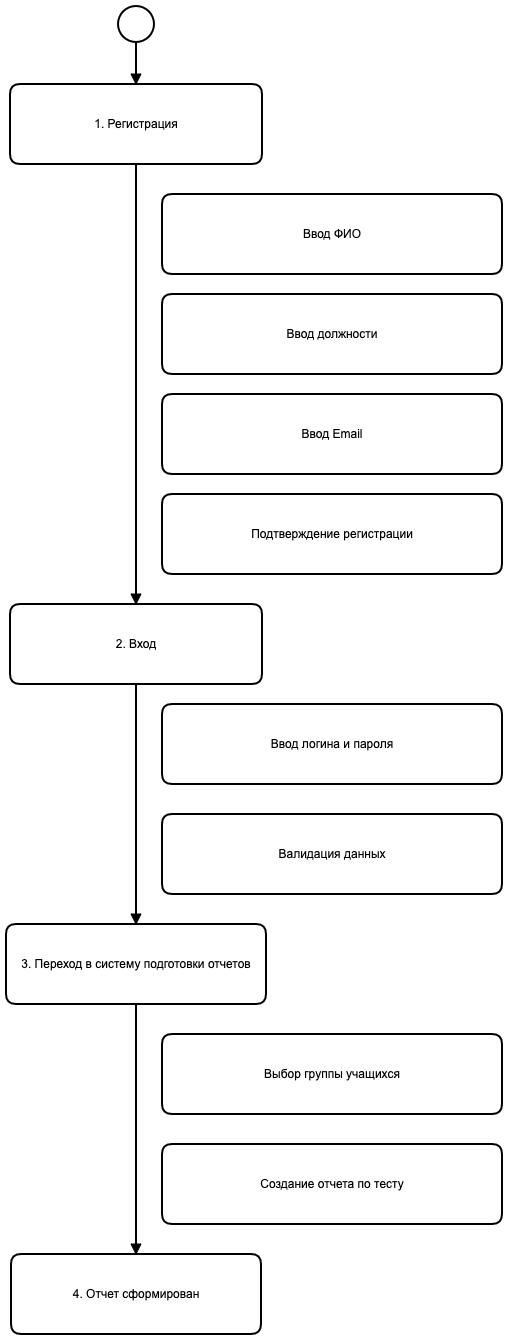 1. Регистрация
Ввод ФИО
Ввод должности
Ввод Email
Подтверждение регистрации
2. Вход
Ввод логина и пароля
Валидация данных
3. Переход в систему подготовки отчетов
Выбор группы учащихся
Создание отчета по тесту
4. Отчет сформирован